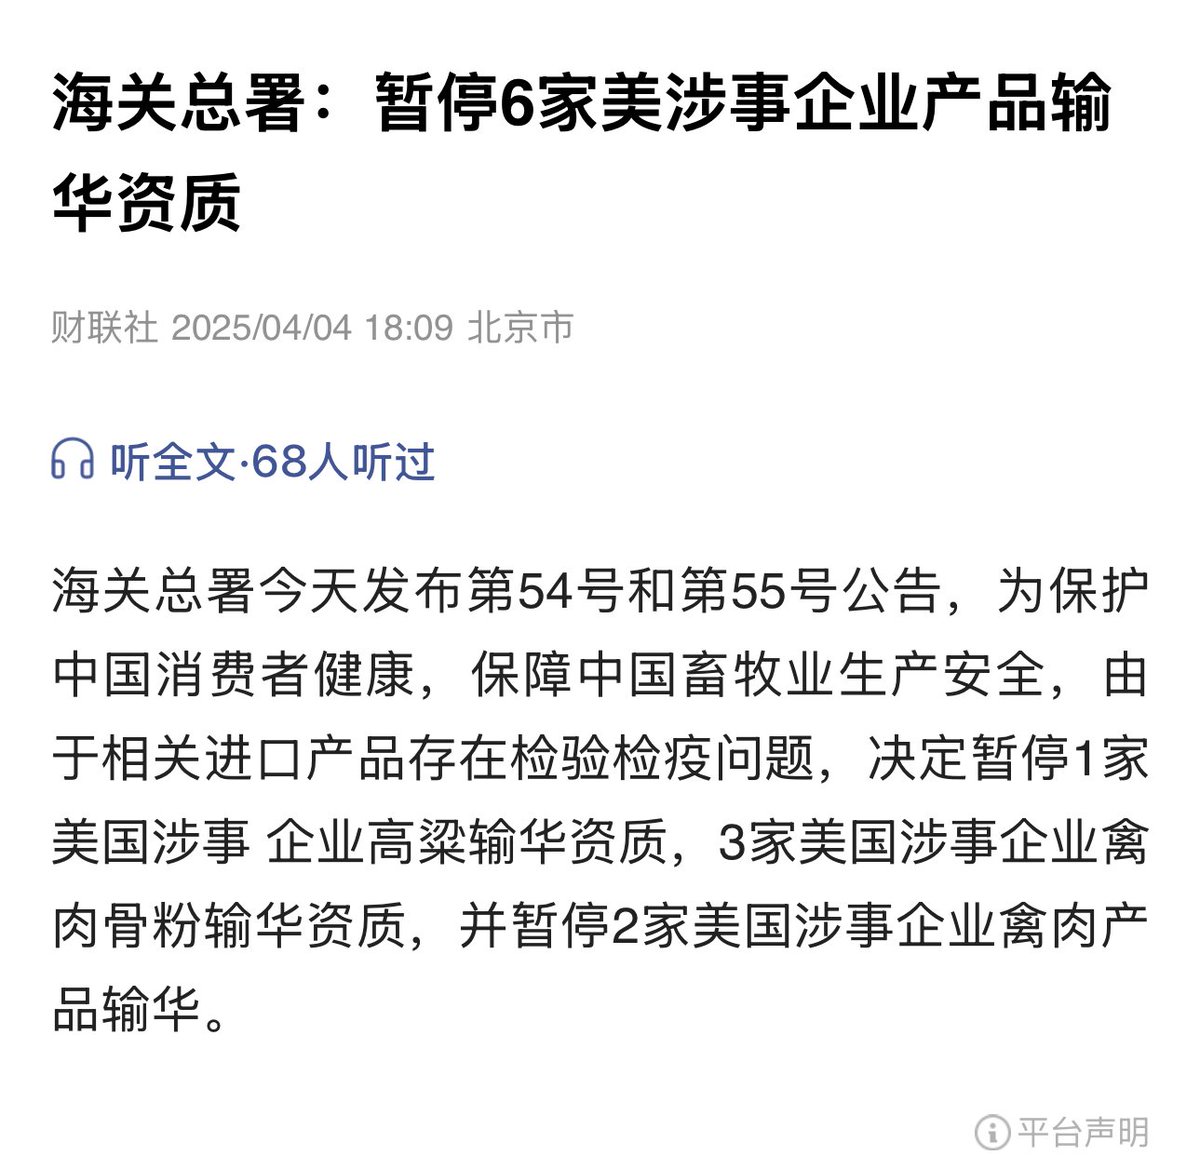 海关总署：暂停6家美涉事企业产品输
华资质
财联社 2025/04/04 18:09 北京市
听全文·68人听过
海关总署今天发布第54号和第55号公告，为保护
中国消费者健康，保障中国畜牧业生产安全，由
于相关进口产品存在检验检疫问题，决定暂停1家
美国涉事 企业高粱输华资质，3家美国涉事企业禽
肉骨粉输华资质，并暂停2家美国涉事企业禽肉产
品输华。
平台声明